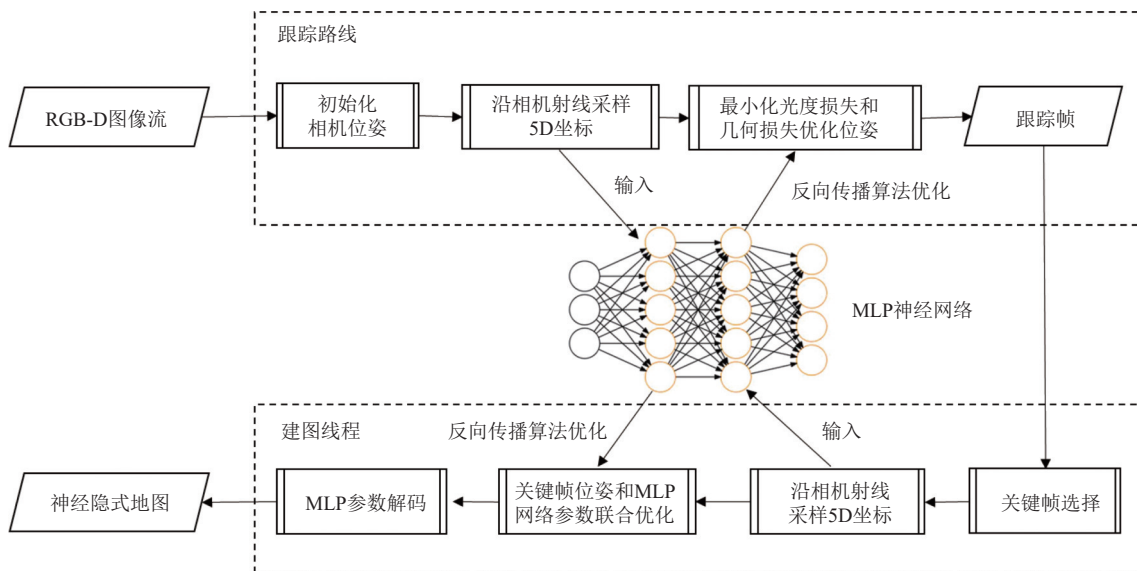 跟踪路线
RGB-D图像流
初始化
相机位姿
沿相机射线采样
5D坐标
最小化光度损失和
几何损失优化位姿
跟踪帧
输入
反向传播算法优化
MLP神经网络
建图线程
反向传播算法优化
输入
神经隐式地图
MLP参数解码
关键帧位姿和MLP
网络参数联合优化
沿相机射线
采样5D坐标
关键帧选择